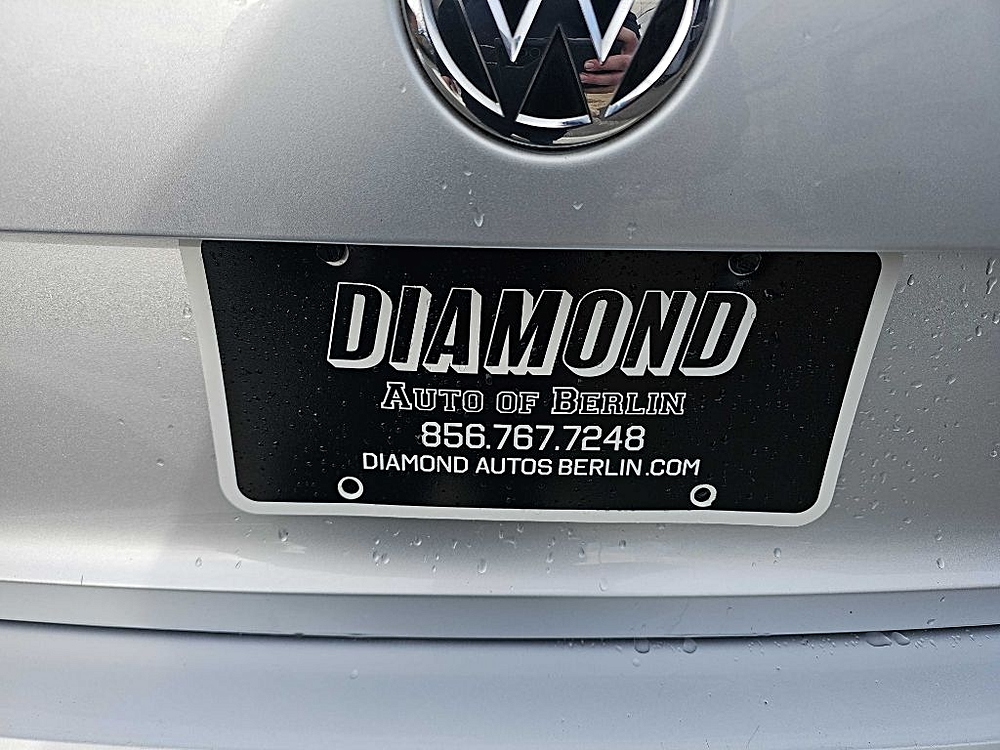 DIAMOND
AUTO OF BERLIN
856.767.7248
DIAMOND AUTOS BERLIN.COM